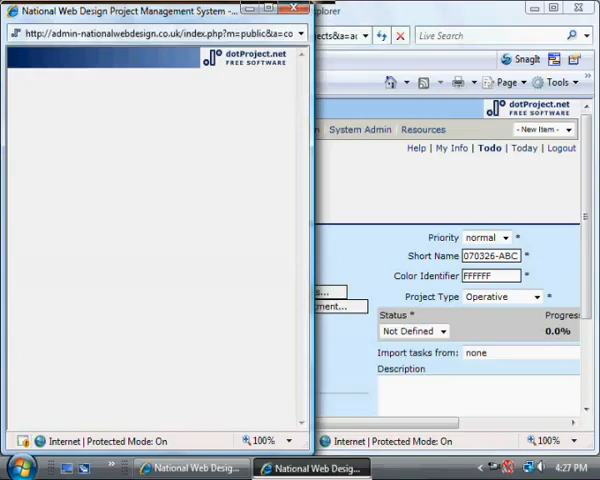 National Web Design Project Management System - ...
http://admin-nationalwebdesign.co.uk/index.php?m=public&a=co
dotProject.net
FREE SOFTWARE
Internet | Protected Mode: On
100%
xplorer
ects&a=ac
Live Search
SnagIt
Page
Tools
dotProject.net
FREE SOFTWARE
System Admin
Resources
- New Item -
Help | My Info | Todo | Today | Logout
Priority normal *
Short Name 070326-ABC *
Color Identifier FFFFFF *
Project Type Operative *
s...
tment...
Status * Progres
Not Defined 0.0%
Import tasks from: none
Description
Internet | Protected Mode: On
100%
National Web Desig...
National Web Desig...
4:27 PM